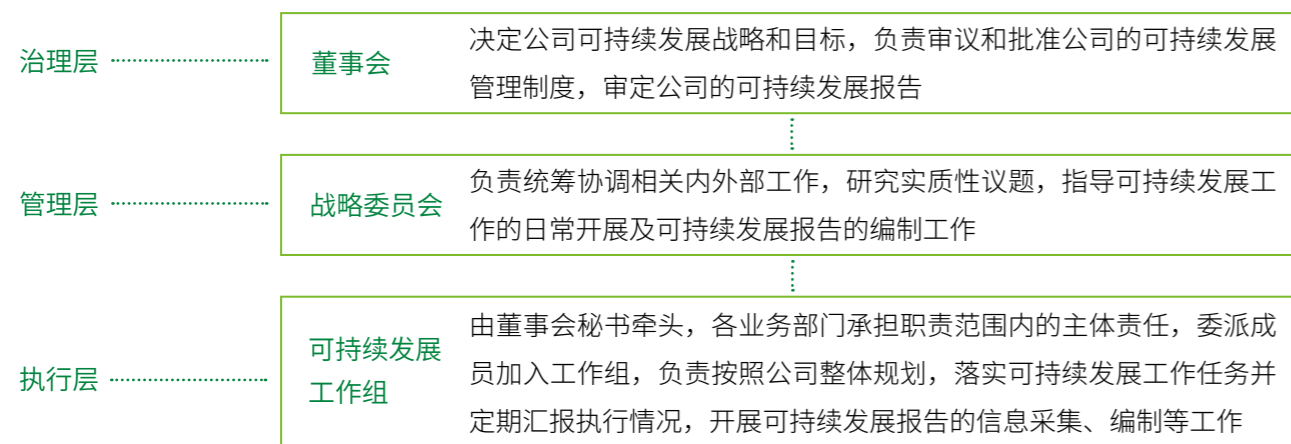 治理层
董事会
决定公司可持续发展战略和目标，负责审议和批准公司的可持续发展
管理制度，审定公司的可持续发展报告
管理层
战略委员会
负责统筹协调相关内外部工作，研究实质性议题，指导可持续发展工
作的日常开展及可持续发展报告的编制工作
执行层
可持续发展
工作组
由董事会秘书牵头，各业务部门承担职责范围内的主体责任，委派成
员加入工作组，负责按照公司整体规划，落实可持续发展工作任务并
定期汇报执行情况，开展可持续发展报告的信息采集、编制等工作